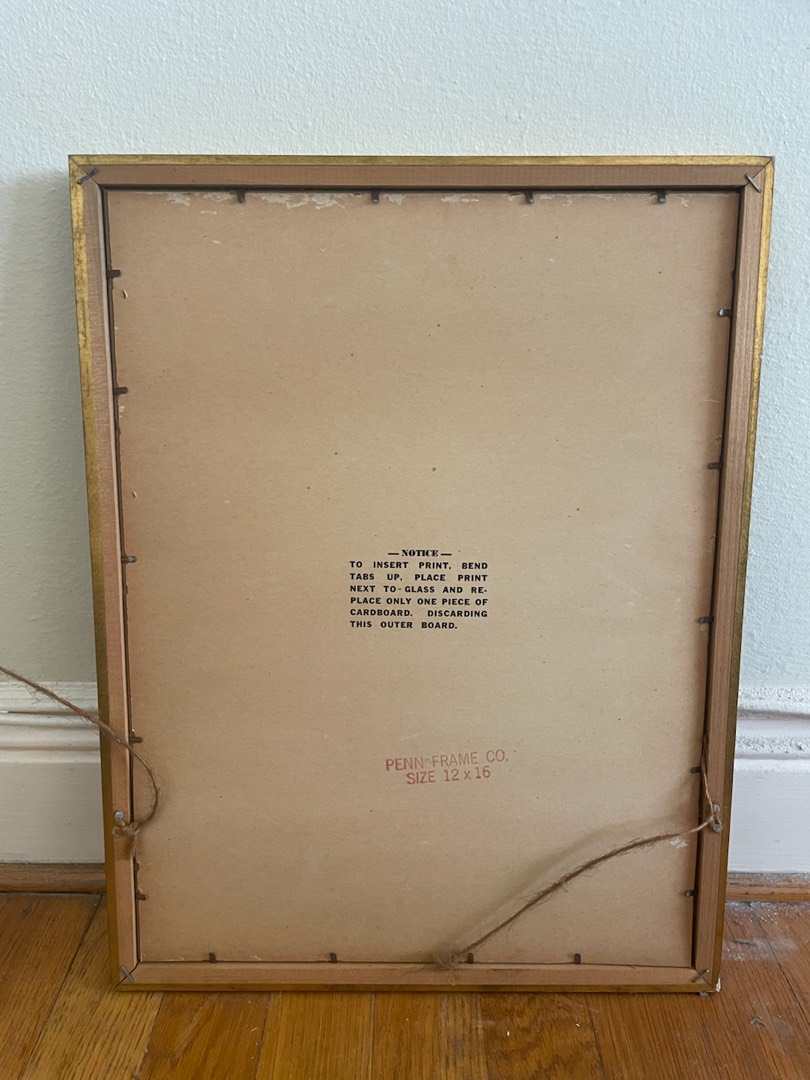 — NOTICE —
TO INSERT PRINT, BEND
TABS UP. PLACE PRINT
NEXT TO GLASS AND RE-
PLACE ONLY ONE PIECE OF
CARDBOARD. DISCARDING
THIS OUTER BOARD.
PENN FRAME CO.
SIZE 12 x 16